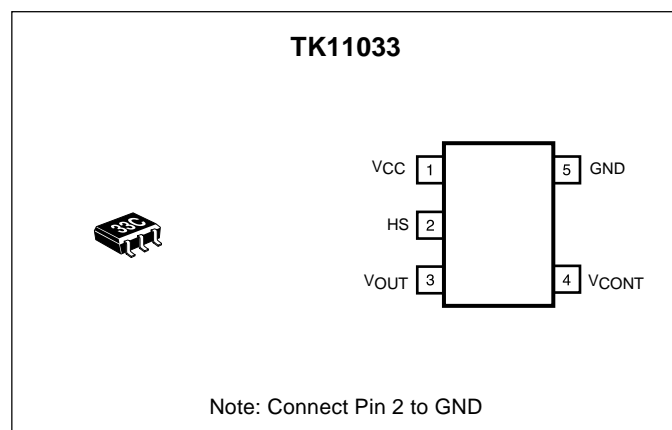 TK11033
33C
VCC 1
5 GND
HS 2
VOUT 3
4 VCONT
Note: Connect Pin 2 to GND